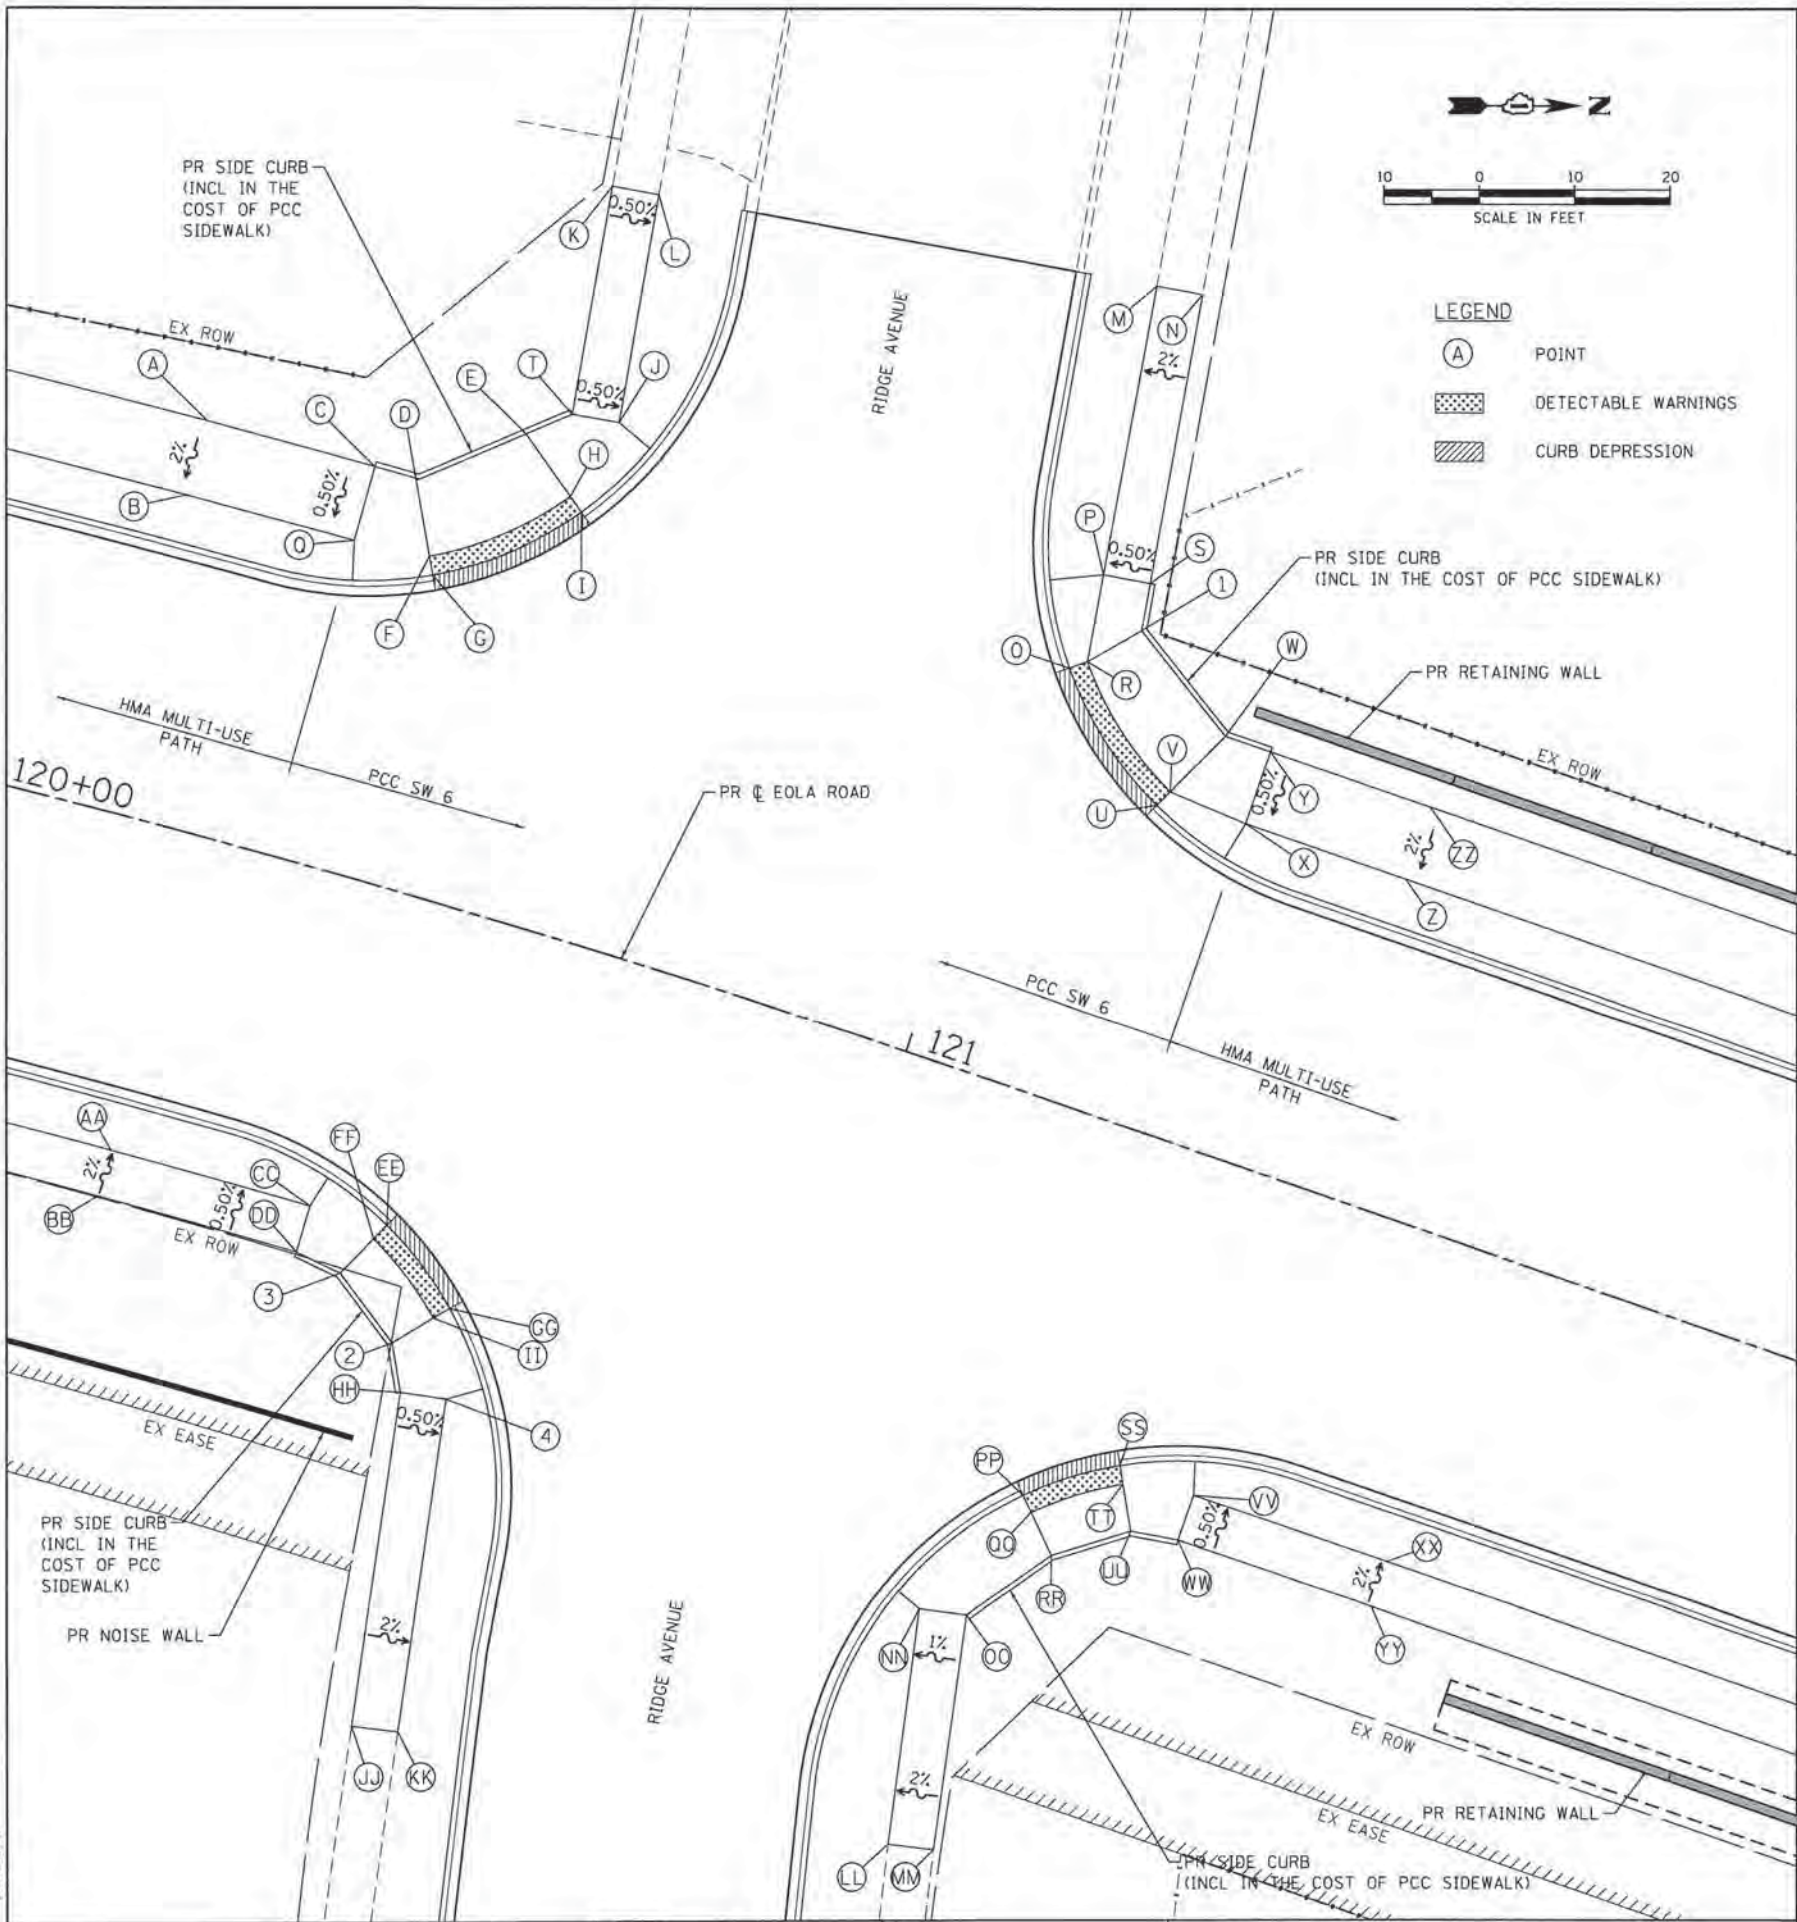 N
10 0 10 20
SCALE IN FEET
LEGEND
A POINT
DETECTABLE WARNINGS
CURB DEPRESSION
PR SIDE CURB
(INCL IN THE
COST OF PCC
SIDEWALK)
EX ROW
0.50%
K
L
A
C
D
E
T
J
0.50%
H
2%
B
0.50%
Q
F
G
I
RIDGE AVENUE
M
N
2%
P
0.50%
S
1
PR SIDE CURB
(INCL IN THE COST OF PCC SIDEWALK)
O
R
W
PR RETAINING WALL
EX ROW
V
U
0.50%
Y
X
2%
ZZ
Z
HMA MULTI-USE
PATH
PCC SW 6
120+00
PR ℄ EOLA ROAD
PCC SW 6
HMA MULTI-USE
PATH
121
AA
2%
BB
FF
EE
CC
0.50%
DD
EX ROW
3
GG
II
2
HH
0.50%
4
EX EASE
PR SIDE CURB
(INCL IN THE
COST OF PCC
SIDEWALK)
PR NOISE WALL
2%
JJ
KK
RIDGE AVENUE
SS
PP
TT
QQ
UU
RR
VV
0.50%
WW
XX
2%
YY
NN
1%
OO
2%
LL
MM
EX ROW
PR RETAINING WALL
EX EASE
PR SIDE CURB
(INCL IN THE COST OF PCC SIDEWALK)